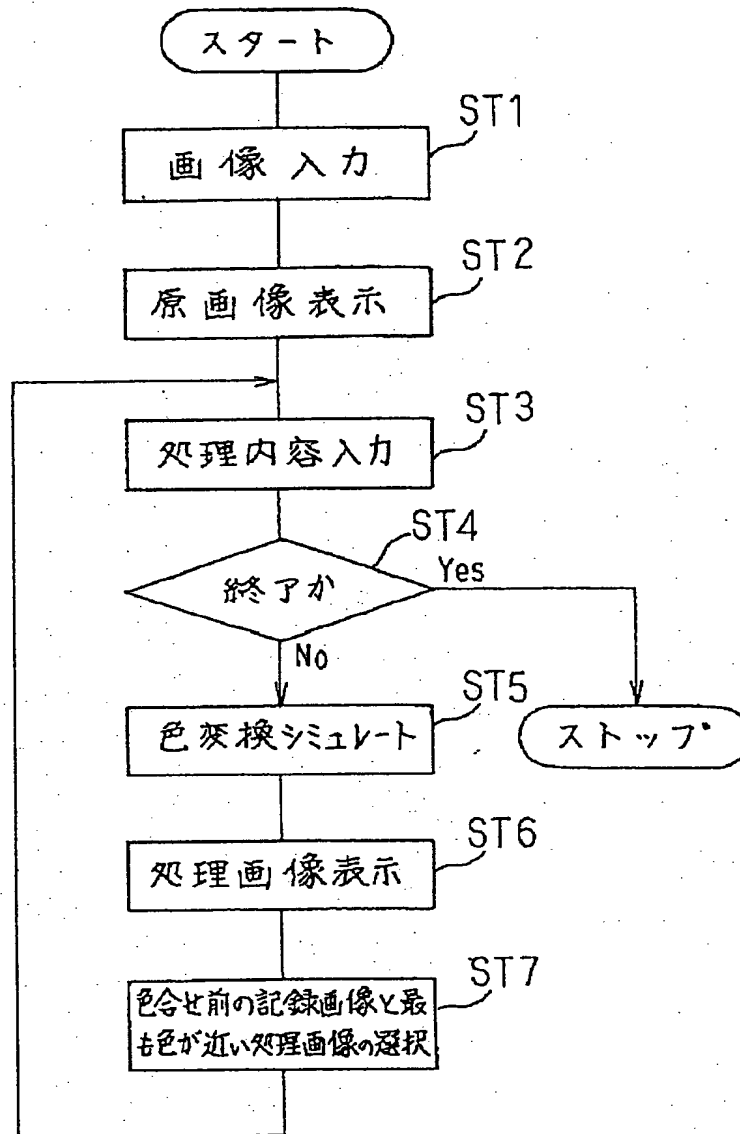 スタート
ST1
画像入力
ST2
原画像表示
ST3
処理内容入力
ST4
終了か
Yes
No
ST5
色変換シミュレート
ストップ
ST6
処理画像表示
ST7
色合せ前の記録画像と最
も色が近い処理画像の選択